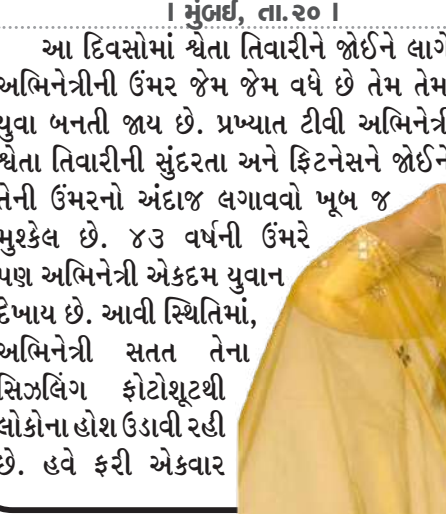 । મુંબઈ, તા.૨૦ ।
આ દિવસોમાં શ્વેતા તિવારીને જોઈને લાગે
અભિનેત્રીની ઉંમર જેમ જેમ વધે છે તેમ તેમ
યુવા બનતી જાય છે. પ્રખ્યાત ટીવી અભિનેત્રી
શ્વેતા તિવારીની સુંદરતા અને ફિટનેસને જોઈને
તેની ઉંમરનો અંદાજ લગાવવો ખૂબ જ
મુશ્કેલ છે. ૪૩ વર્ષની ઉંમરે
પણ અભિનેત્રી એકદમ યુવાન
દેખાય છે. આવી સ્થિતિમાં,
અભિનેત્રી સતત તેના
સિઝલિંગ ફોટોશૂટથી
લોકોના હોશ ઉડાવી રહી
છે. હવે ફરી એકવાર